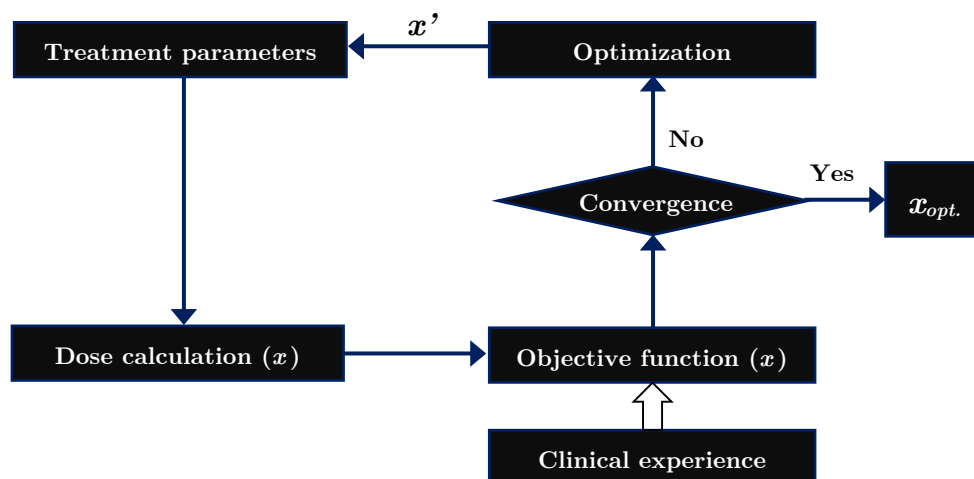 x’
Treatment parameters
Optimization
No
Yes
Convergence
x_opt.
Dose calculation (x)
Objective function (x)
Clinical experience